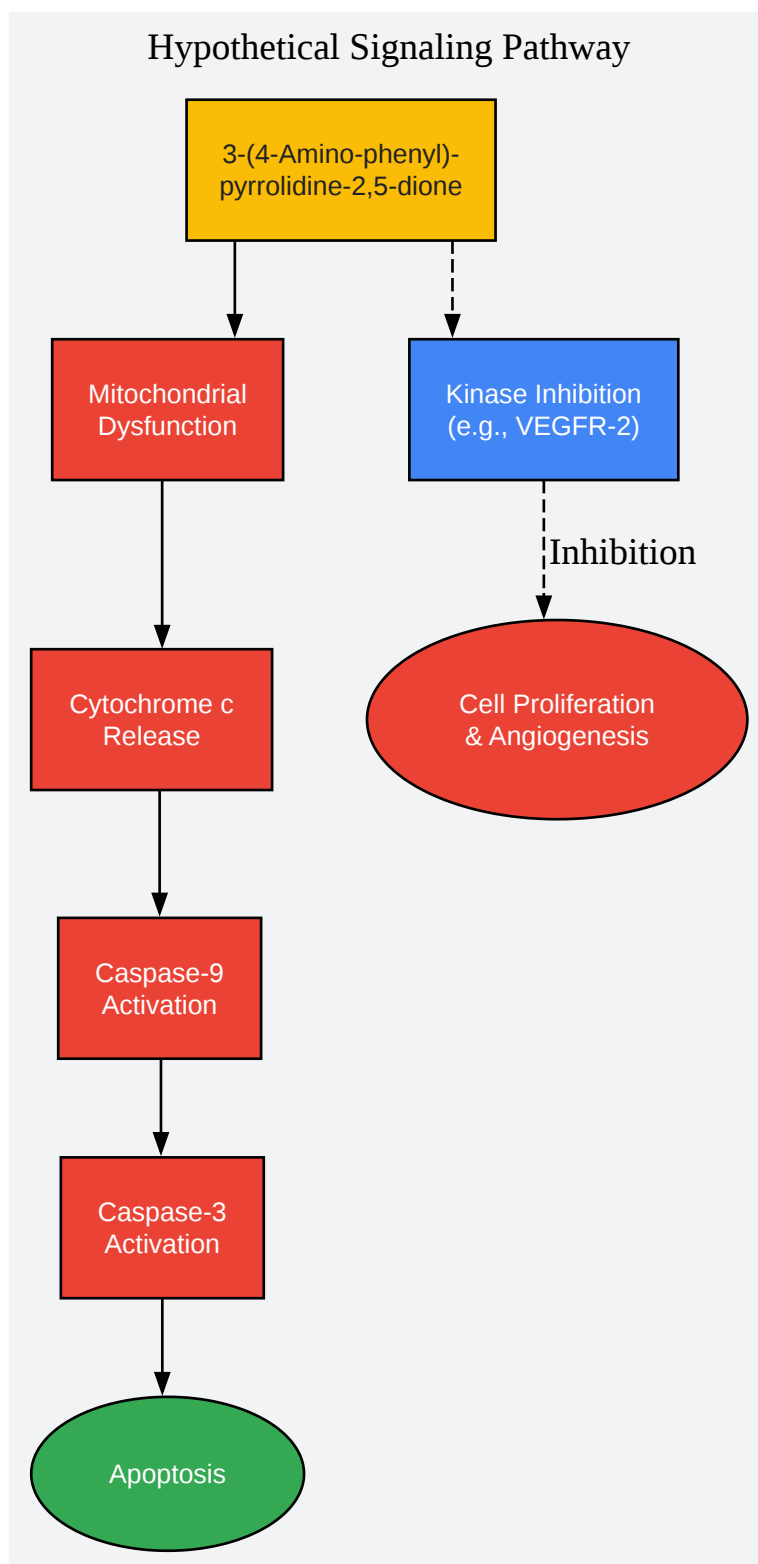 Hypothetical Signaling Pathway
3-(4-Amino-phenyl)-
pyrrolidine-2,5-dione
Mitochondrial
Dysfunction
Kinase Inhibition
(e.g., VEGFR-2)
Inhibition
Cytochrome c
Release
Cell Proliferation
& Angiogenesis
Caspase-9
Activation
Caspase-3
Activation
Apoptosis